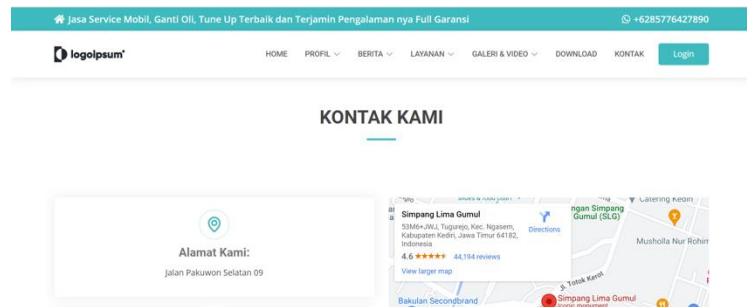 Jasa Service Mobil, Ganti Oli, Tune Up Terbaik dan Terjamin Pengalaman nya Full Garansi
+6285776427890
logoipsum
HOME PROFIL BERITA LAYANAN GALERI & VIDEO DOWNLOAD KONTAK Login
KONTAK KAMI
Alamat Kami:
Jalan Pakuwon Selatan 09
Simpang Lima Gumul
53M6+JWJ, Tugurejo, Kec. Ngasem,
Kabupaten Kediri, Jawa Timur 64182,
Indonesia
Directions
4.6 ★★★★★ 44,194 reviews
View larger map
Catering Kediri
Simpang
Gumul (SLG)
Musholla Nur
Jl. Totok Kerot
Bakulan Secondbrand
Simpang Lima Gumul
Iconic monument